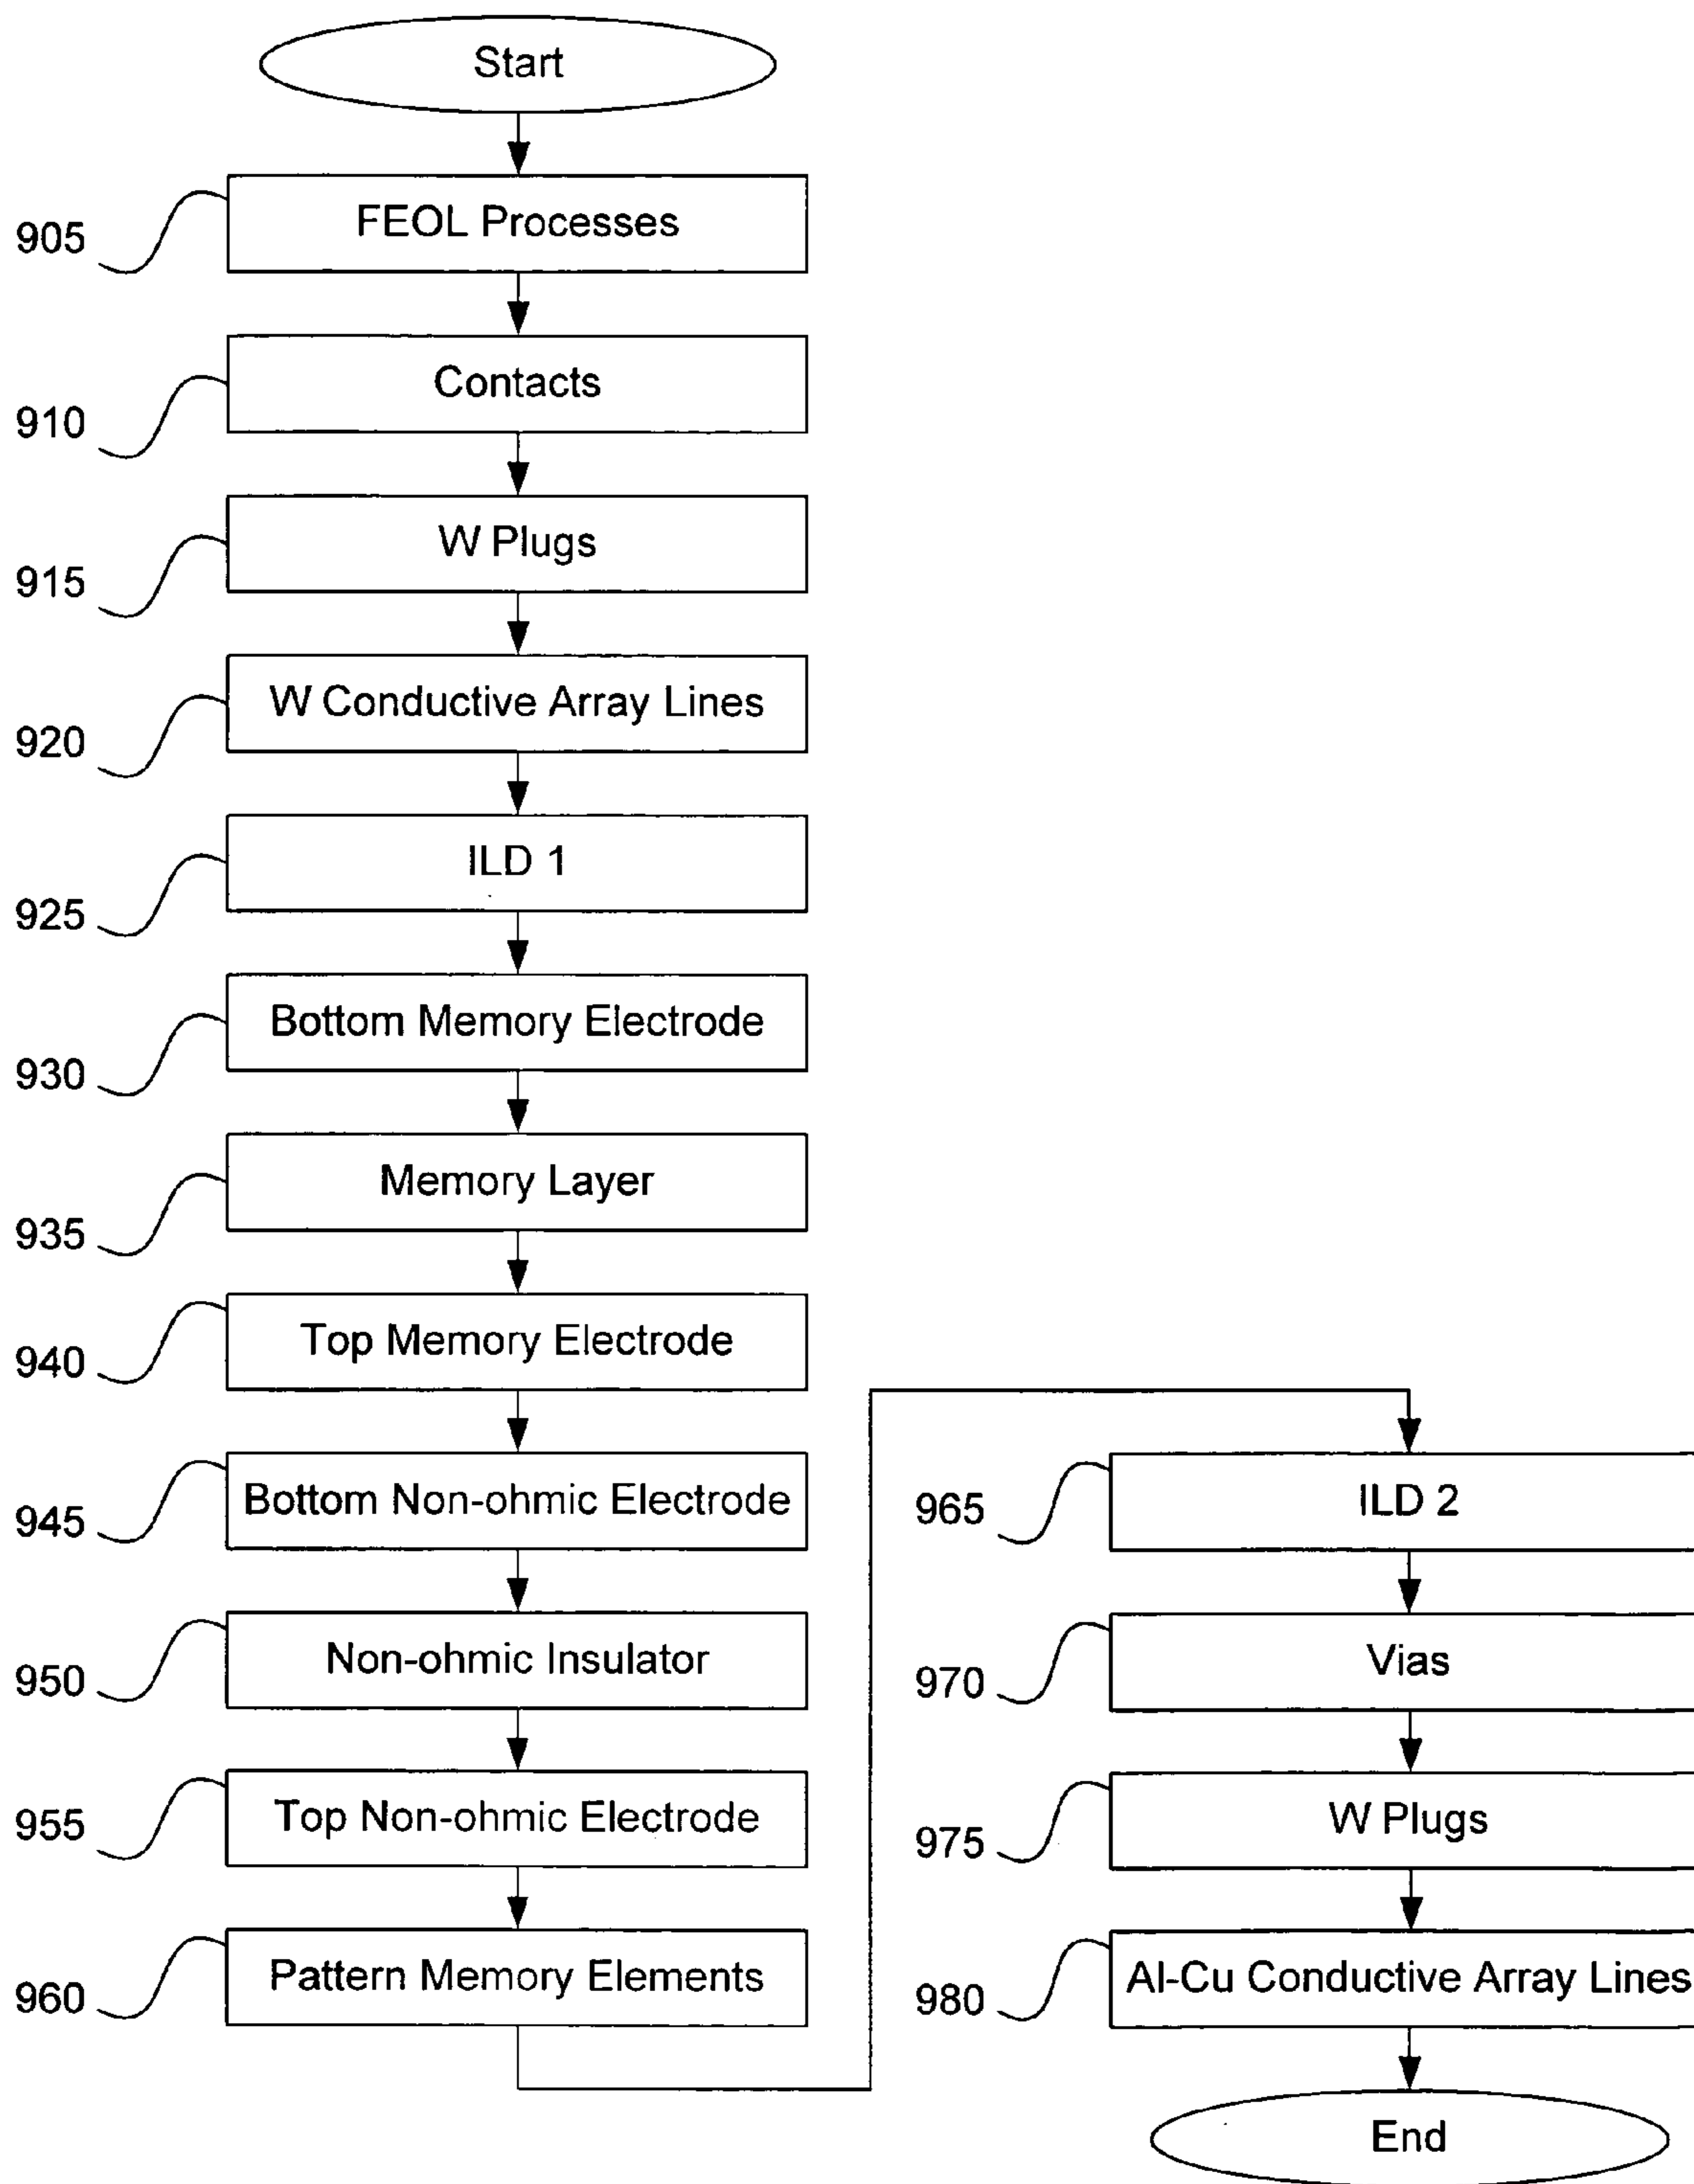 Start
905
FEOL Processes
910
Contacts
915
W Plugs
920
W Conductive Array Lines
925
ILD 1
930
Bottom Memory Electrode
935
Memory Layer
940
Top Memory Electrode
945
Bottom Non-ohmic Electrode
950
Non-ohmic Insulator
955
Top Non-ohmic Electrode
960
Pattern Memory Elements
965
ILD 2
970
Vias
975
W Plugs
980
Al-Cu Conductive Array Lines
End